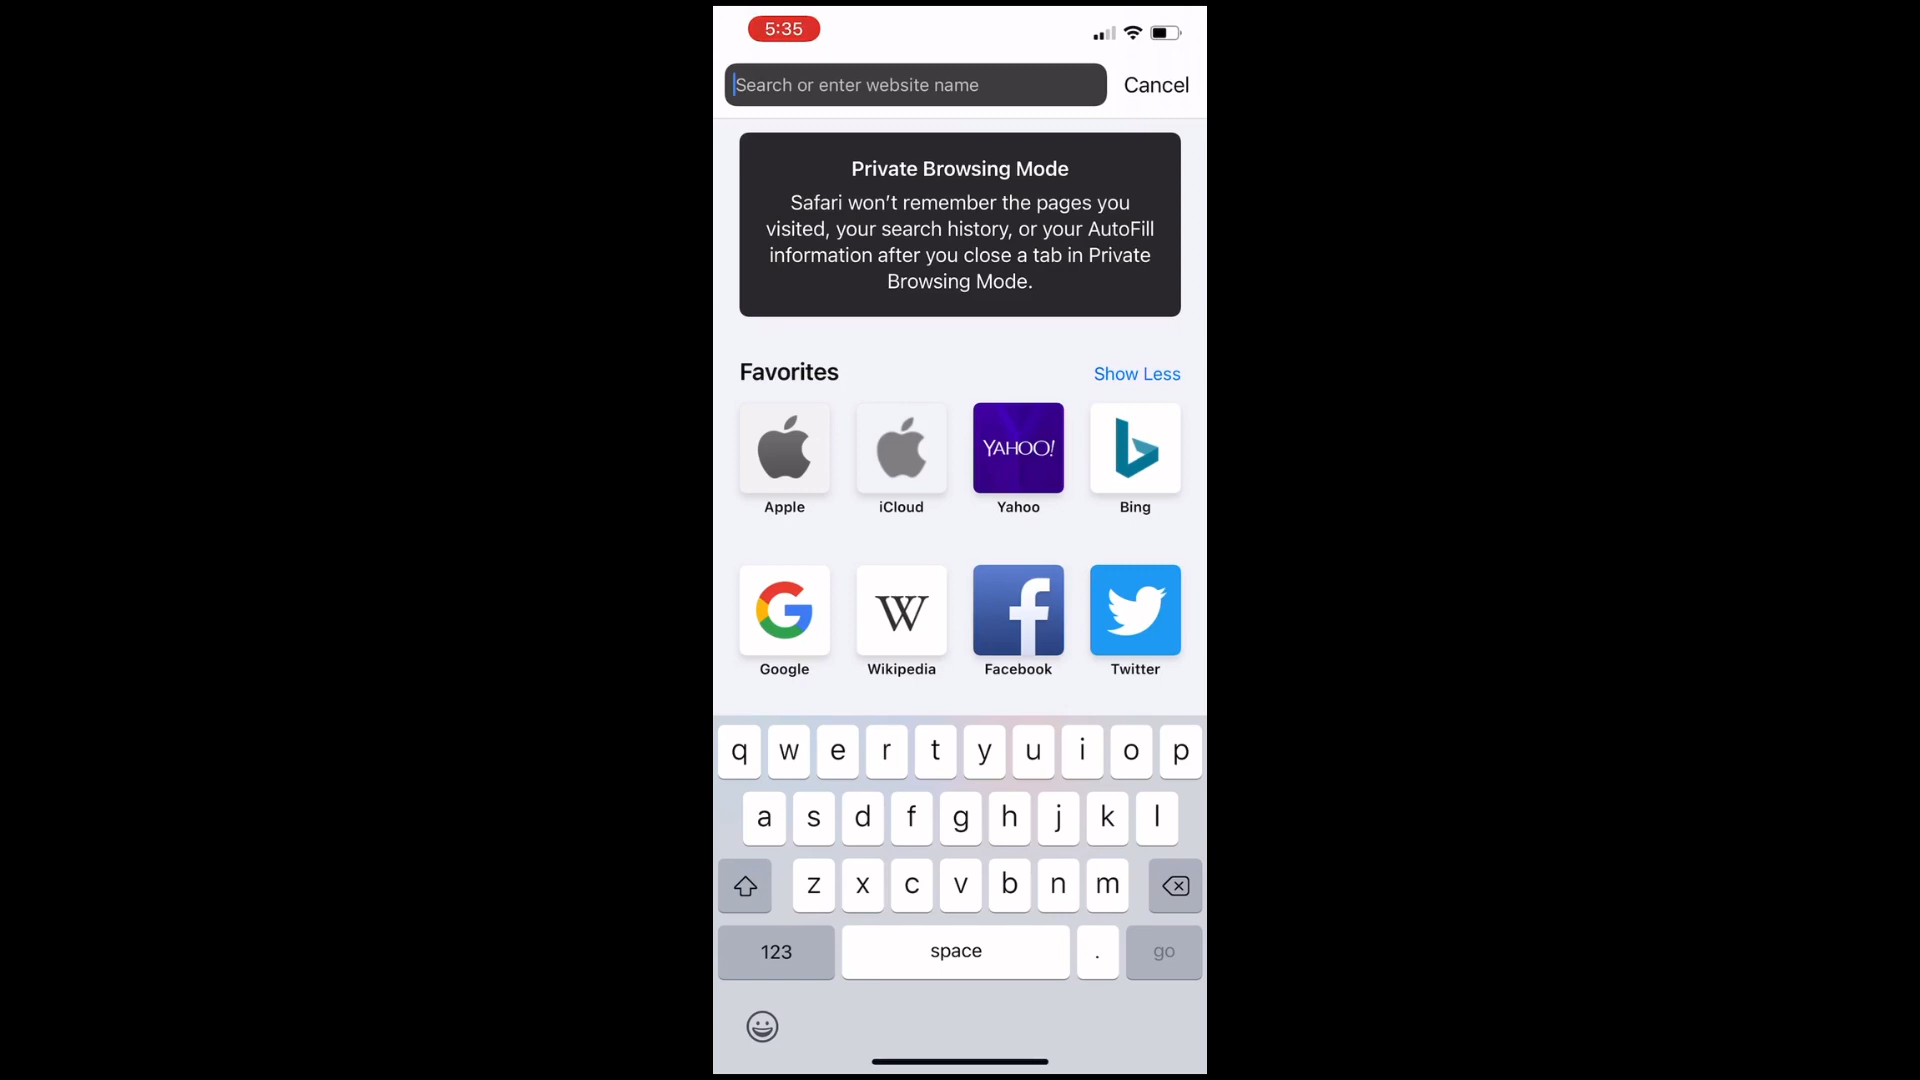 5:35
Search or enter website name
Cancel
Private Browsing Mode
Safari won’t remember the pages you
visited, your search history, or your AutoFill
information after you close a tab in Private
Browsing Mode.
Favorites
Show Less
YAHOO!
Apple
iCloud
Yahoo
Bing
G
W
f
Google
Wikipedia
Facebook
Twitter
q w e r t y u i o p
a s d f g h j k l
z x c v b n m
123
space
.
go